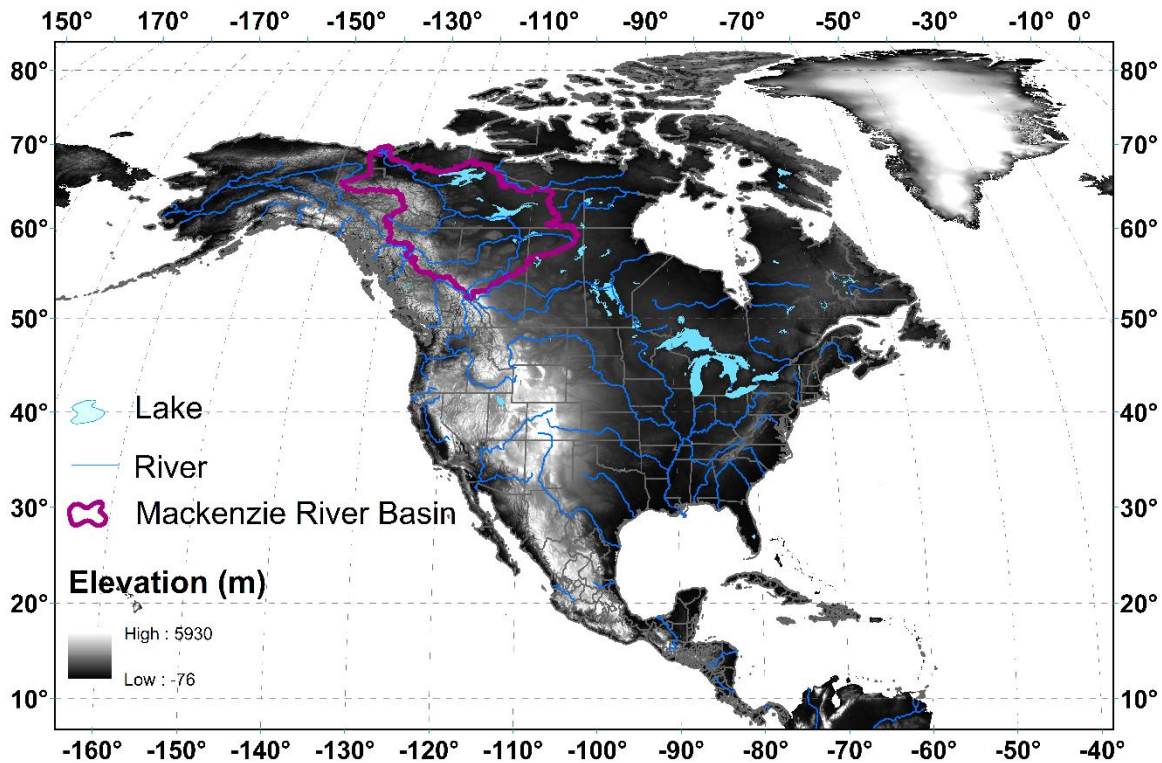 150° 170° -170° -150° -130° -110° -90° -70° -50° -30° -10° 0°
80° 80°
70° 70°
60° 60°
50° 50°
40° 40°
30° 30°
20° 20°
10° 10°
Lake
River
Mackenzie River Basin
Elevation (m)
High : 5930
Low : -76
-160° -150° -140° -130° -120° -110° -100° -90° -80° -70° -60° -50° -40°